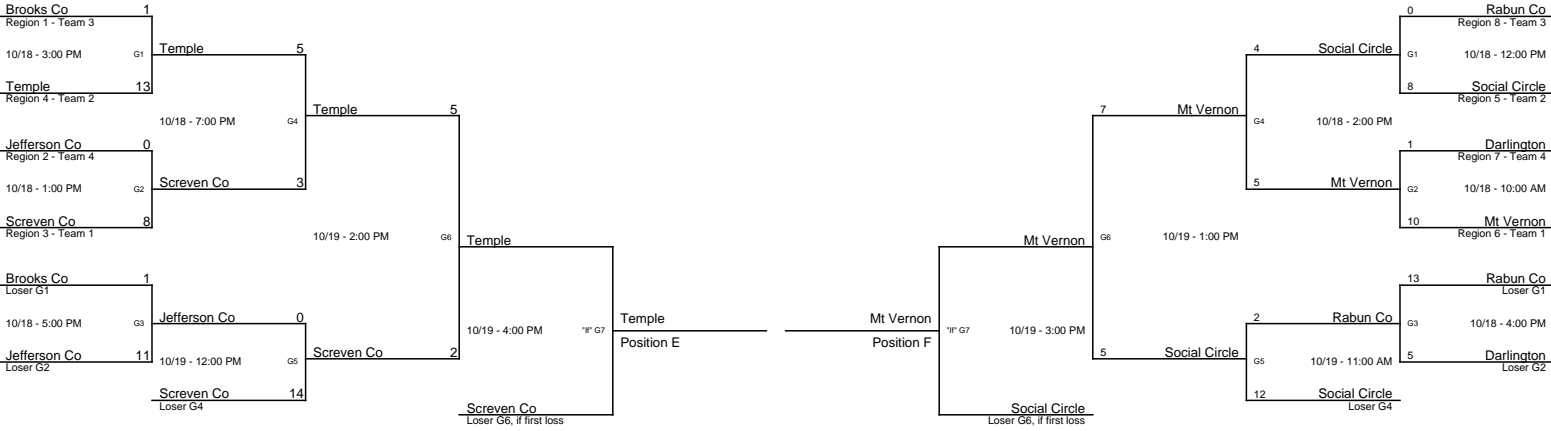 Brooks Co 1
Region 1 - Team 3
10/18 - 3:00 PM G1
Temple 5
Temple 13
Region 4 - Team 2
10/18 - 7:00 PM G4
Temple 5
Jefferson Co 0
Region 2 - Team 4
10/18 - 1:00 PM G2
Screven Co 3
Screven Co 8
Region 3 - Team 1
10/19 - 2:00 PM G6
Temple
Brooks Co 1
Loser G1
10/18 - 5:00 PM G3
Jefferson Co 0
Jefferson Co 11
Loser G2
10/19 - 12:00 PM G5
Screven Co 2
Screven Co 14
Loser G4
10/19 - 4:00 PM "If" G7
Temple
Position E
Screven Co
Loser G6, if first loss
0 Rabun Co
Region 8 - Team 3
G1 10/18 - 12:00 PM
4 Social Circle
8 Social Circle
Region 5 - Team 2
G4 10/18 - 2:00 PM
7 Mt Vernon
1 Darlington
Region 7 - Team 4
G2 10/18 - 10:00 AM
5 Mt Vernon
10 Mt Vernon
Region 6 - Team 1
G6 10/19 - 1:00 PM
Mt Vernon
13 Rabun Co
Loser G1
G3 10/18 - 4:00 PM
2 Rabun Co
5 Darlington
Loser G2
G5 10/19 - 11:00 AM
5 Social Circle
12 Social Circle
Loser G4
"If" G7 10/19 - 3:00 PM
Mt Vernon
Position F
Social Circle
Loser G6, if first loss